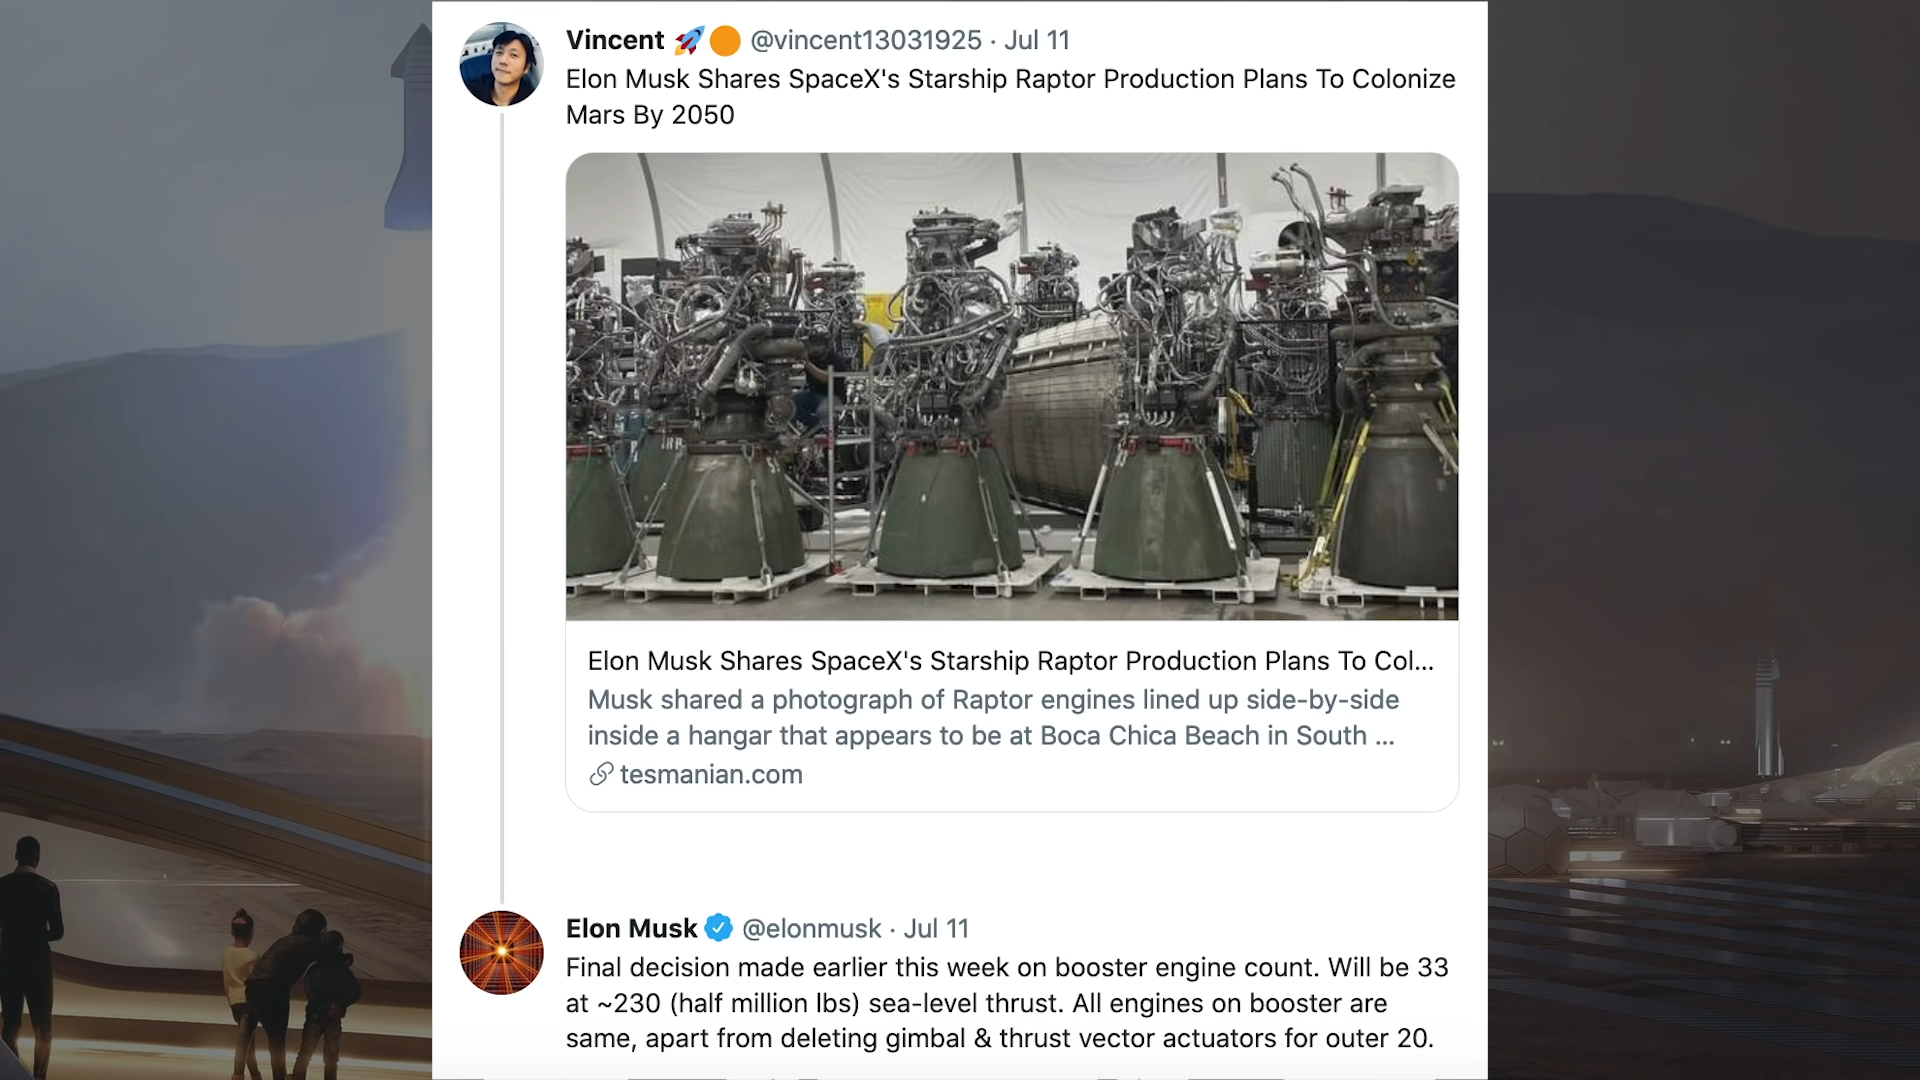 Vincent 🚀🟠 @vincent13031925 · Jul 11
Elon Musk Shares SpaceX's Starship Raptor Production Plans To Colonize
Mars By 2050
Elon Musk Shares SpaceX's Starship Raptor Production Plans To Col...
Musk shared a photograph of Raptor engines lined up side-by-side
inside a hangar that appears to be at Boca Chica Beach in South ...
tesmanian.com
Elon Musk @elonmusk · Jul 11
Final decision made earlier this week on booster engine count. Will be 33
at ~230 (half million lbs) sea-level thrust. All engines on booster are
same, apart from deleting gimbal & thrust vector actuators for outer 20.